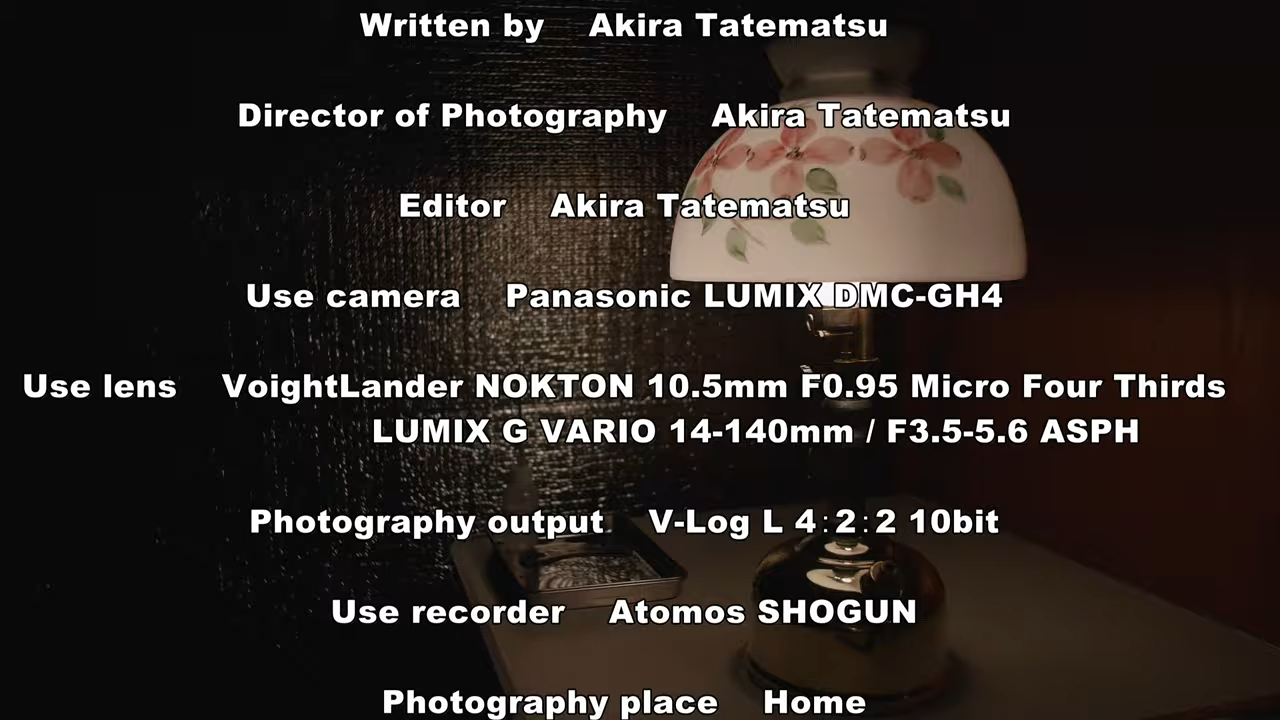 Written by Akira Tatematsu
Director of Photography Akira Tatematsu
Editor Akira Tatematsu
Use camera Panasonic LUMIX DMC-GH4
Use lens VoightLander NOKTON 10.5mm F0.95 Micro Four Thirds
LUMIX G VARIO 14-140mm / F3.5-5.6 ASPH
Photography output V-Log L 4:2:2 10bit
Use recorder Atomos SHOGUN
Photography place Home